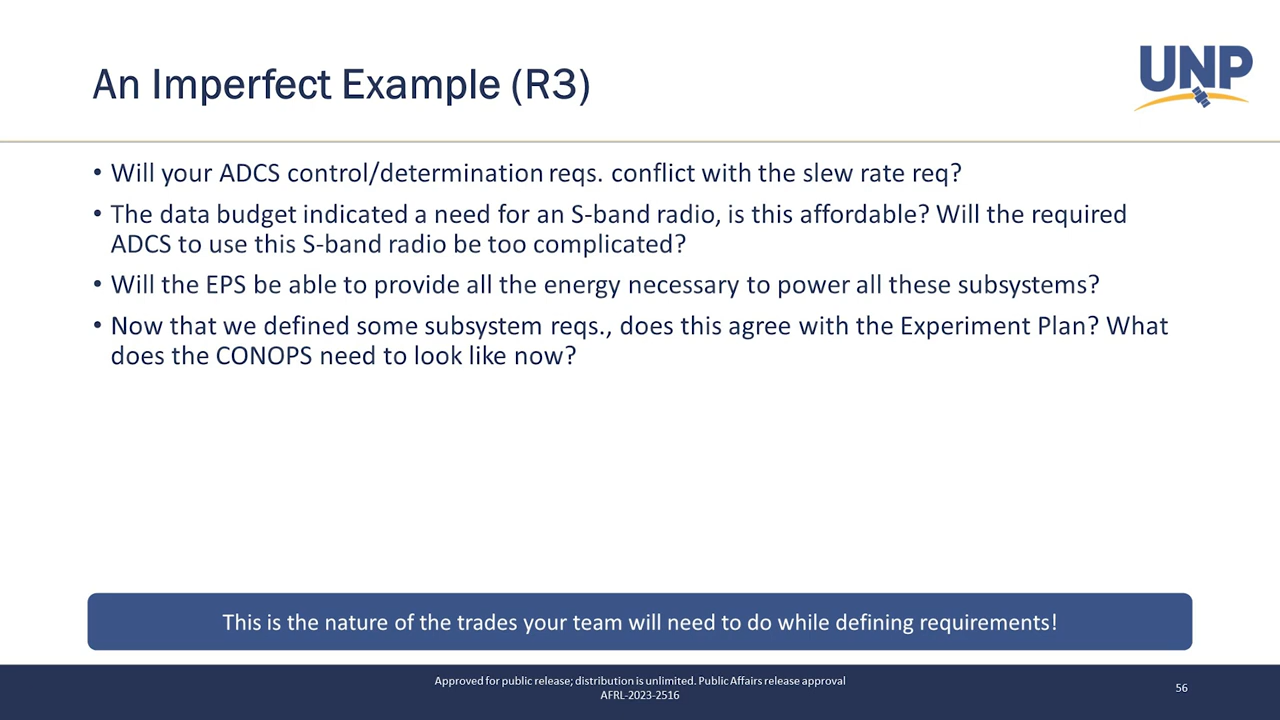 An Imperfect Example (R3)
UNP
• Will your ADCS control/determination reqs. conflict with the slew rate req?
• The data budget indicated a need for an S-band radio, is this affordable? Will the required
ADCS to use this S-band radio be too complicated?
• Will the EPS be able to provide all the energy necessary to power all these subsystems?
• Now that we defined some subsystem reqs., does this agree with the Experiment Plan? What
does the CONOPS need to look like now?
This is the nature of the trades your team will need to do while defining requirements!
Approved for public release; distribution is unlimited. Public Affairs release approval
AFRL-2023-2516
56